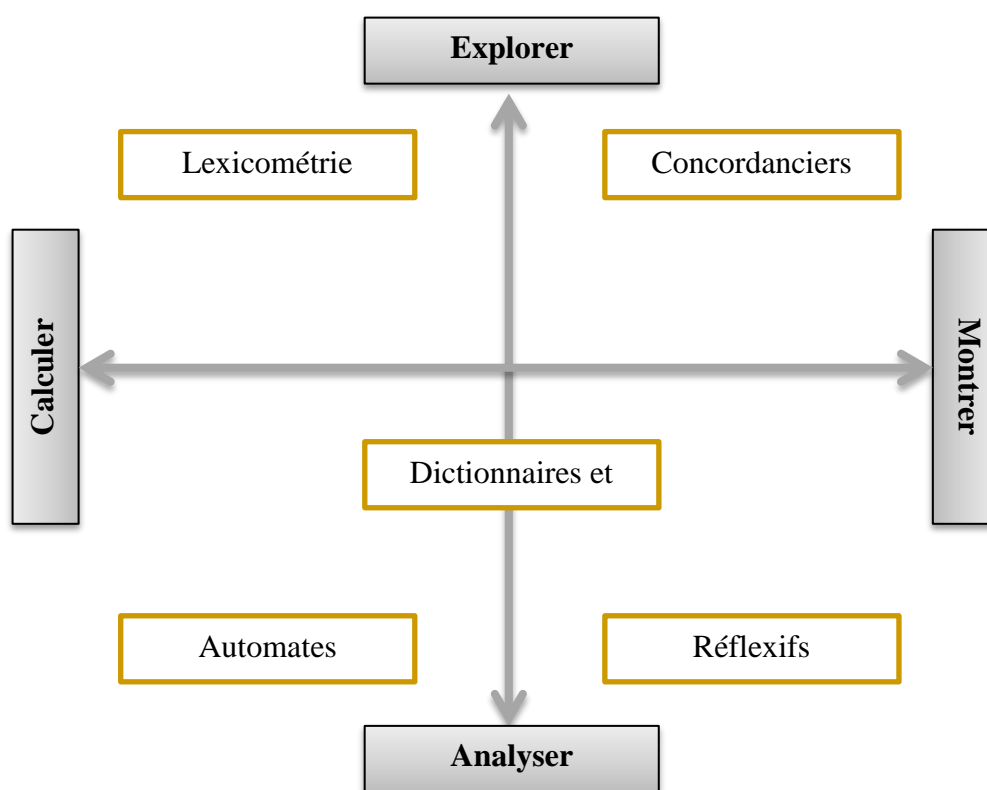 Explorer
Lexicométrie
Concordanciers
Calculer
Montrer
Dictionnaires et
Automates
Réflexifs
Analyser